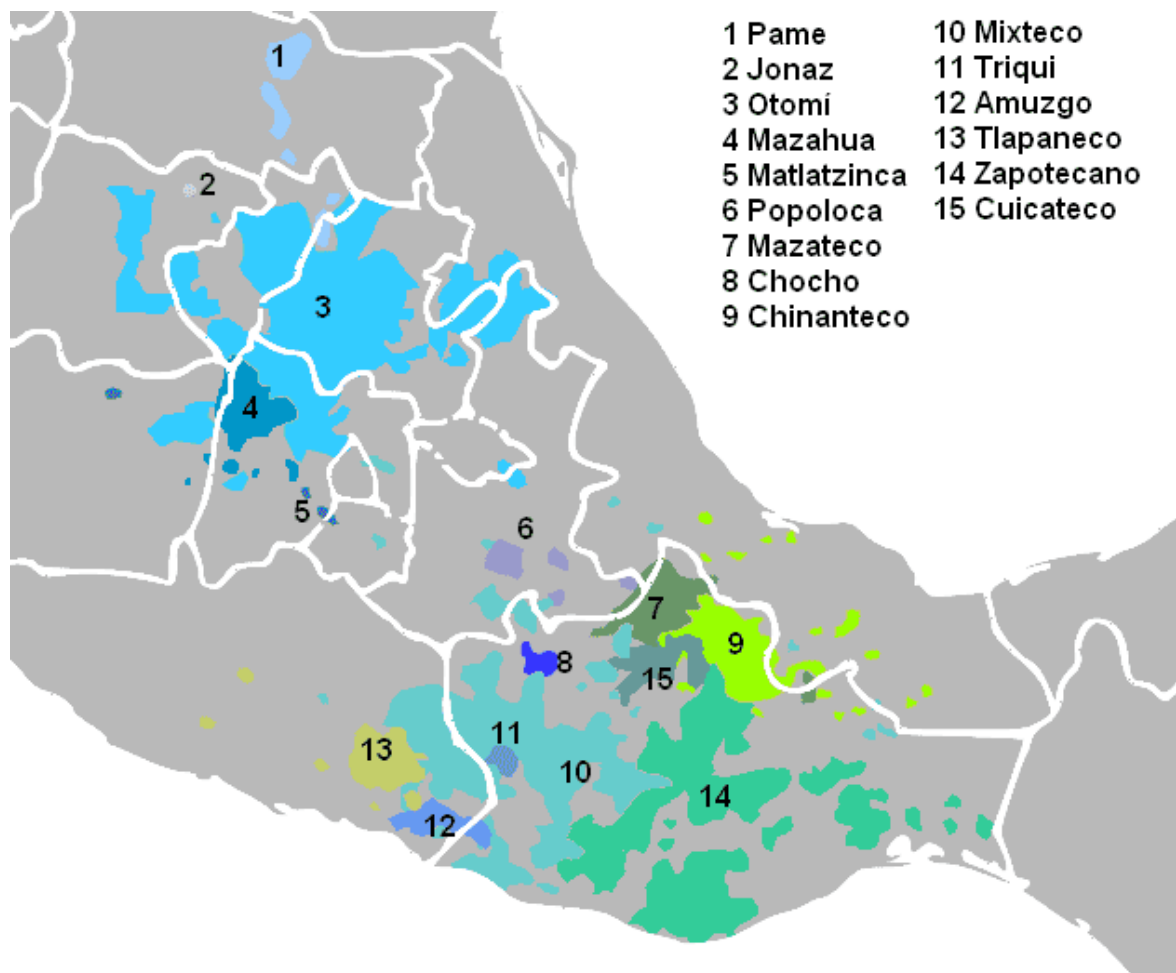 1 Pame
2 Jonaz
3 Otomí
4 Mazahua
5 Matlatzinca
6 Popoloca
7 Mazateco
8 Chocho
9 Chinanteco
10 Mixteco
11 Triqui
12 Amuzgo
13 Tlapaneco
14 Zapotecano
15 Cuicateco
1
2
3
4
5
6
7
8
9
15
11
13
10
14
12